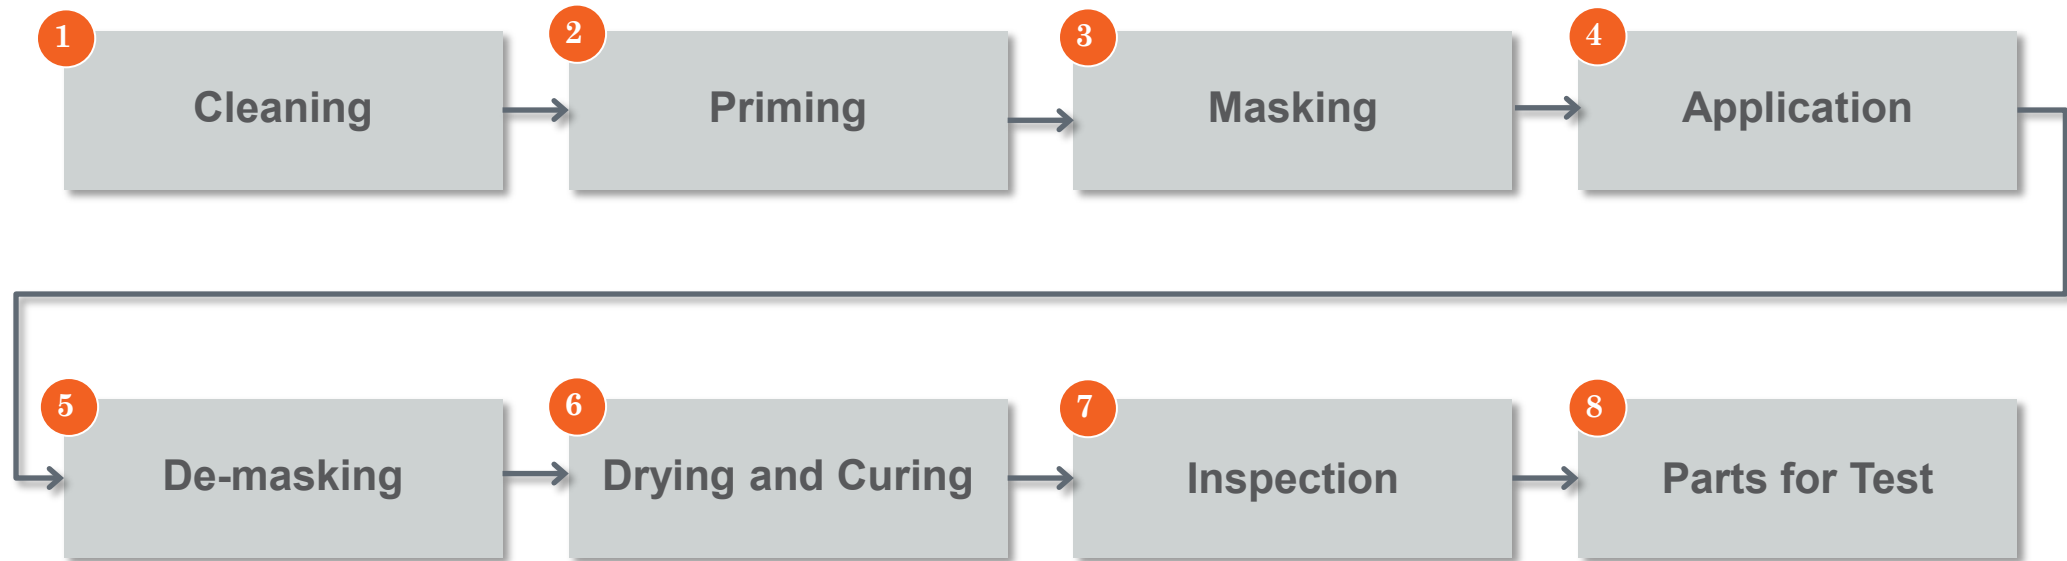 1
Cleaning
2
Priming
3
Masking
4
Application
5
De-masking
6
Drying and Curing
7
Inspection
8
Parts for Test